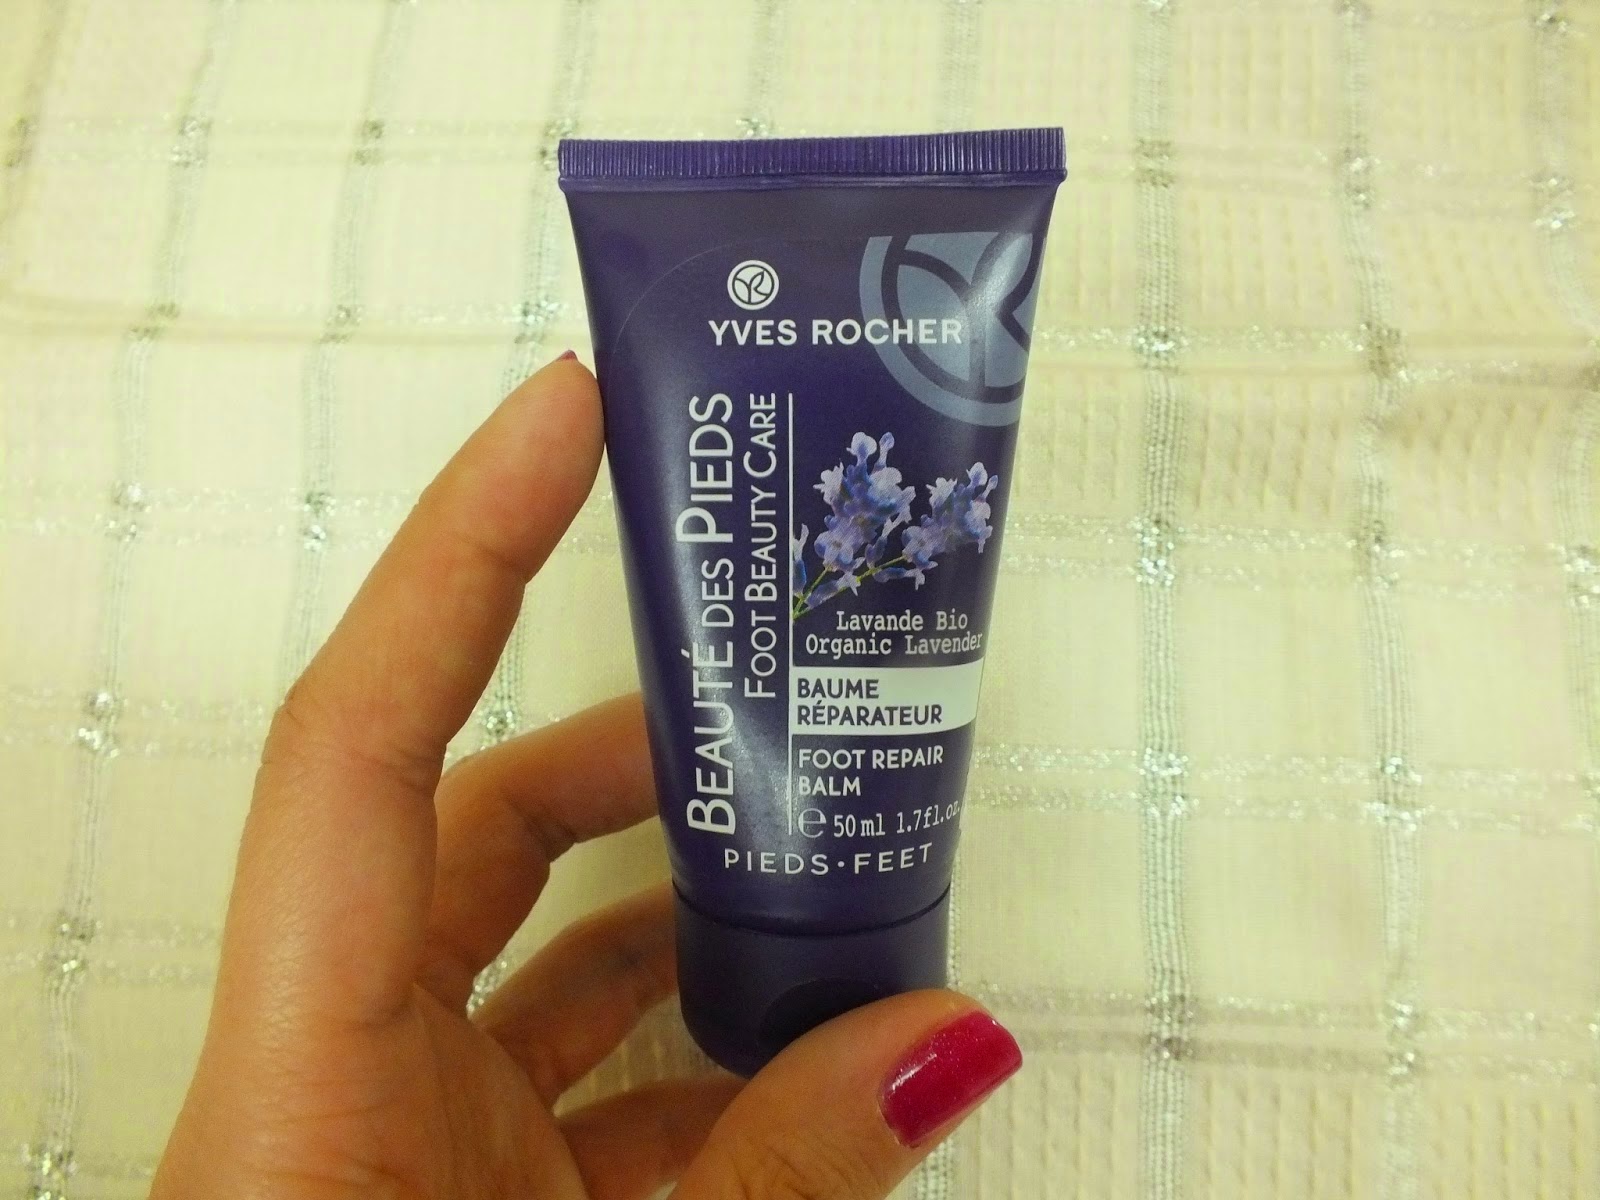 YVES ROCHER
BEAUTÉ DES PIEDS
FOOT BEAUTY CARE
Lavande Bio
Organic Lavender
BAUME
RÉPARATEUR
FOOT REPAIR
BALM
e 50 ml 1.7fl.oz.
PIEDS • FEET